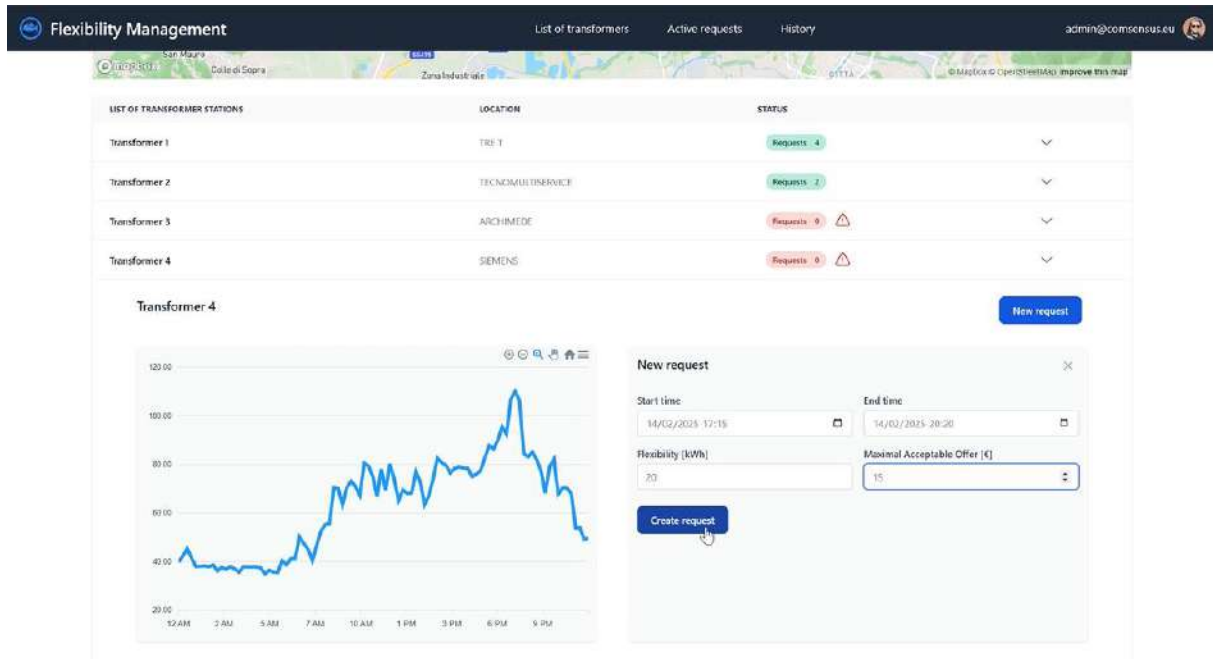 Flexibility Management
List of transformers
Active requests
History
admin@comsensus.eu
San Mauro
Colle di Sopra
Zona Industriale
CITTÀ
© Mapbox © OpenStreetMap Improve this map
LIST OF TRANSFORMER STATIONS
LOCATION
STATUS
Transformer 1
TRE T
Requests 4
Transformer 2
TECNOMULTISERVICE
Requests 2
Transformer 3
ARCHIMEDE
Requests 0
Transformer 4
SIEMENS
Requests 0
Transformer 4
New request
120.00
100.00
80.00
60.00
40.00
20.00
12 AM
2 AM
5 AM
7 AM
10 AM
1 PM
3 PM
6 PM
9 PM
New request
Start time
End time
14/02/2025 17:15
14/02/2025 20:20
Flexibility [kWh]
Maximal Acceptable Offer [€]
20
15
Create request